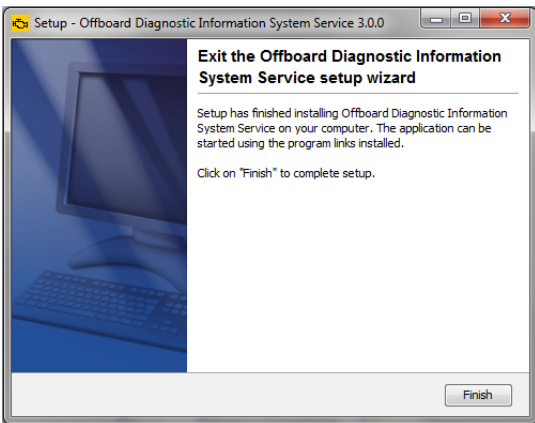 Setup - Offboard Diagnostic Information System Service 3.0.0
Exit the Offboard Diagnostic Information
System Service setup wizard
Setup has finished installing Offboard Diagnostic Information
System Service on your computer. The application can be
started using the program links installed.
Click on "Finish" to complete setup.
Finish